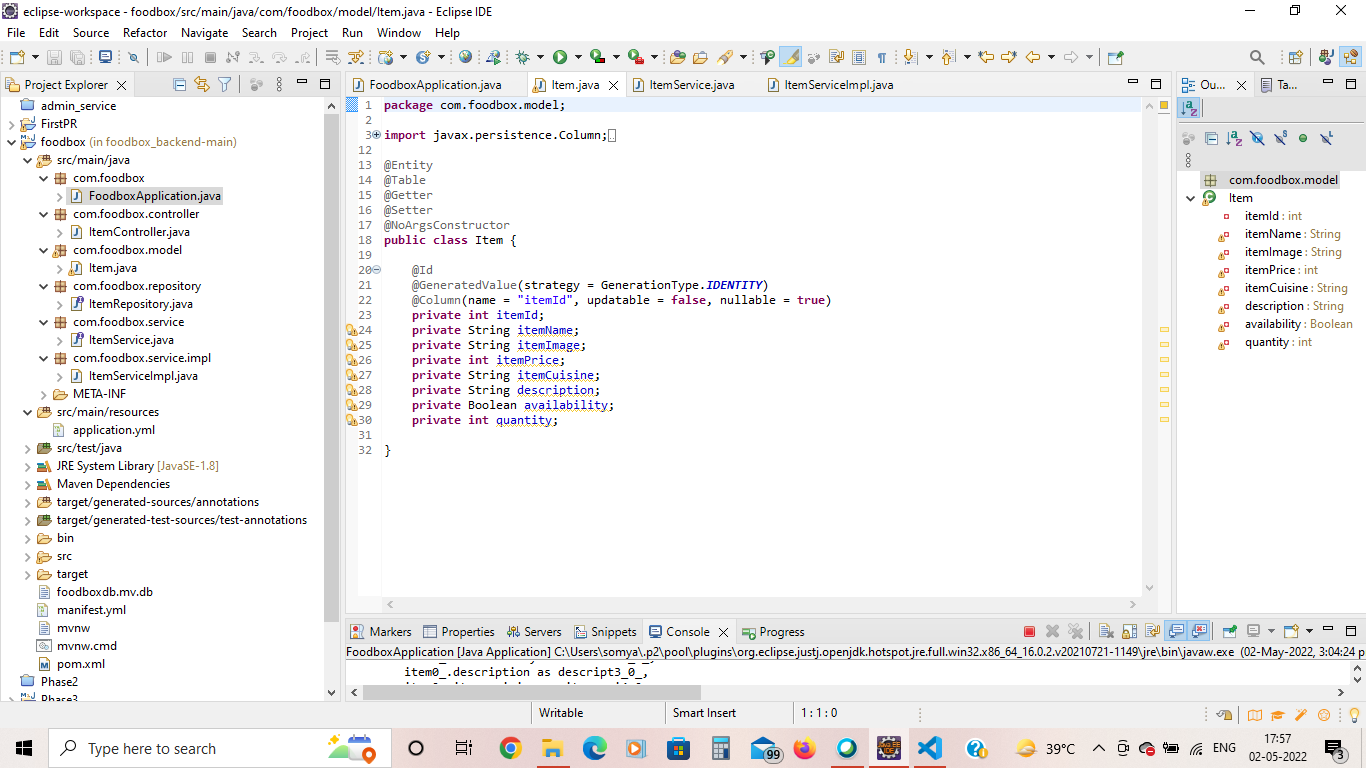 eclipse-workspace - foodbox/src/main/java/com/foodbox/model/Item.java - Eclipse IDE
File Edit Source Refactor Navigate Search Project Run Window Help
Project Explorer
admin_service
FirstPR
foodbox (in foodbox_backend-main)
src/main/java
com.foodbox
FoodboxApplication.java
com.foodbox.controller
ItemController.java
com.foodbox.model
Item.java
com.foodbox.repository
ItemRepository.java
com.foodbox.service
ItemService.java
com.foodbox.service.impl
ItemServiceImpl.java
META-INF
src/main/resources
application.yml
src/test/java
JRE System Library [JavaSE-1.8]
Maven Dependencies
target/generated-sources/annotations
target/generated-test-sources/test-annotations
bin
src
target
foodboxdb.mv.db
manifest.yml
mvnw
mvnw.cmd
pom.xml
Phase2
Phase3
FoodboxApplication.java Item.java ItemService.java ItemServiceImpl.java
1 package com.foodbox.model;
2
3 import javax.persistence.Column;
12
13 @Entity
14 @Table
15 @Getter
16 @Setter
17 @NoArgsConstructor
18 public class Item {
19
20 @Id
21 @GeneratedValue(strategy = GenerationType.IDENTITY)
22 @Column(name = "itemId", updatable = false, nullable = true)
23 private int itemId;
24 private String itemName;
25 private String itemImage;
26 private int itemPrice;
27 private String itemCuisine;
28 private String description;
29 private Boolean availability;
30 private int quantity;
31
32 }
Ou... Ta...
com.foodbox.model
Item
itemId : int
itemName : String
itemImage : String
itemPrice : int
itemCuisine : String
description : String
availability : Boolean
quantity : int
Markers Properties Servers Snippets Console Progress
FoodboxApplication [Java Application] C:\Users\somya\.p2\pool\plugins\org.eclipse.justj.openjdk.hotspot.jre.full.win32.x86_64_16.0.2.v20210721-1149\jre\bin\javaw.exe (02-May-2022, 3:04:24 p
item0_.description as descript3_0_,
Writable Smart Insert 1 : 1 : 0
Type here to search
99
39°C ENG 17:57
02-05-2022
3